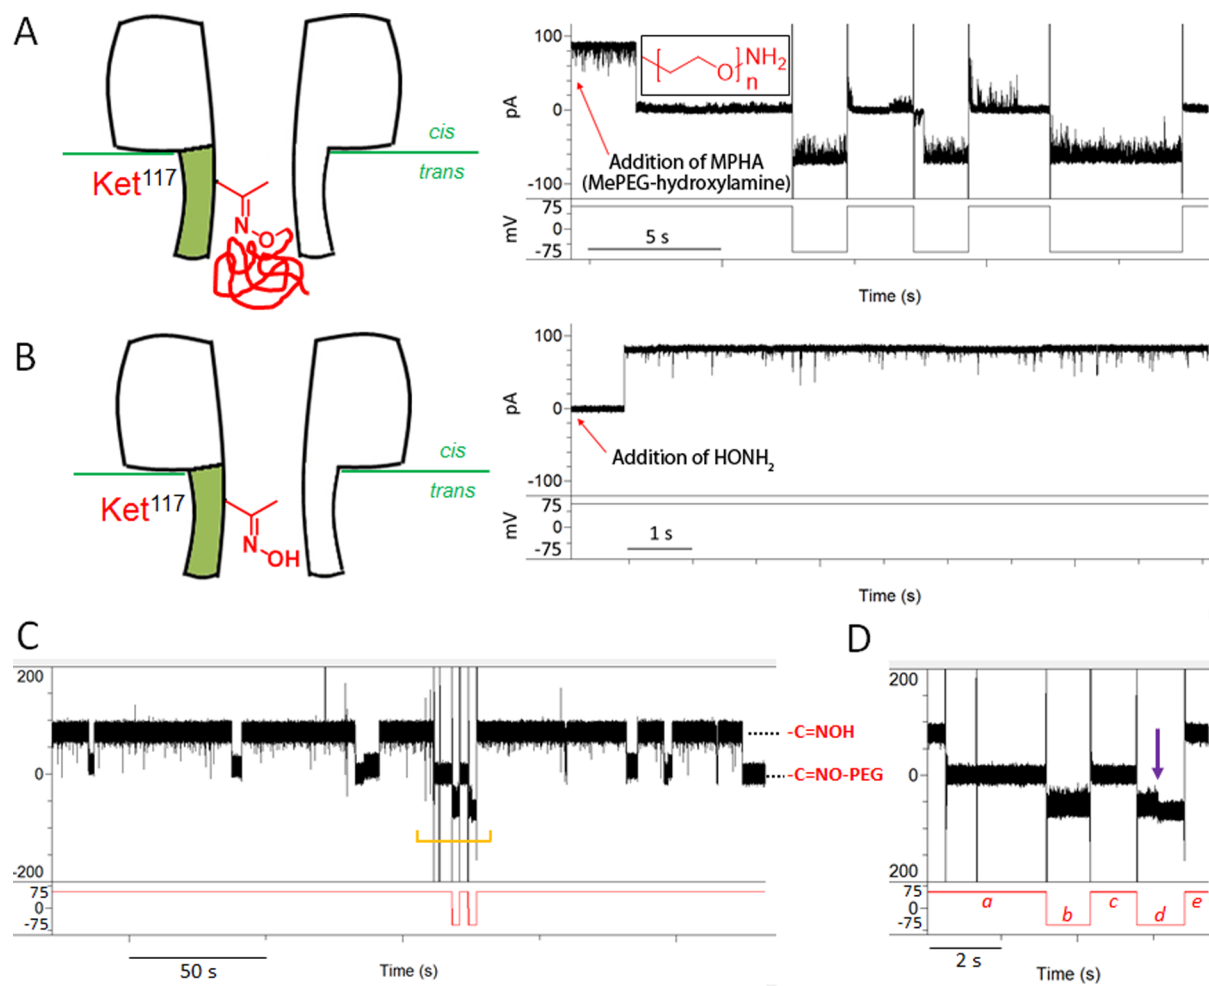 A
cis
trans
Ket117
N
O
100
0
-100
pA
NH2
O
n
Addition of MPHA
(MePEG-hydroxylamine)
75
0
-75
mV
5 s
Time (s)
B
cis
trans
Ket117
N
OH
100
0
-100
pA
Addition of HONH2
75
0
-75
mV
1 s
Time (s)
C
200
0
-200
-C=NOH
-C=NO-PEG
75
0
-75
50 s
Time (s)
D
200
0
200
75
0
-75
a
b
c
d
e
2 s
Time (s)